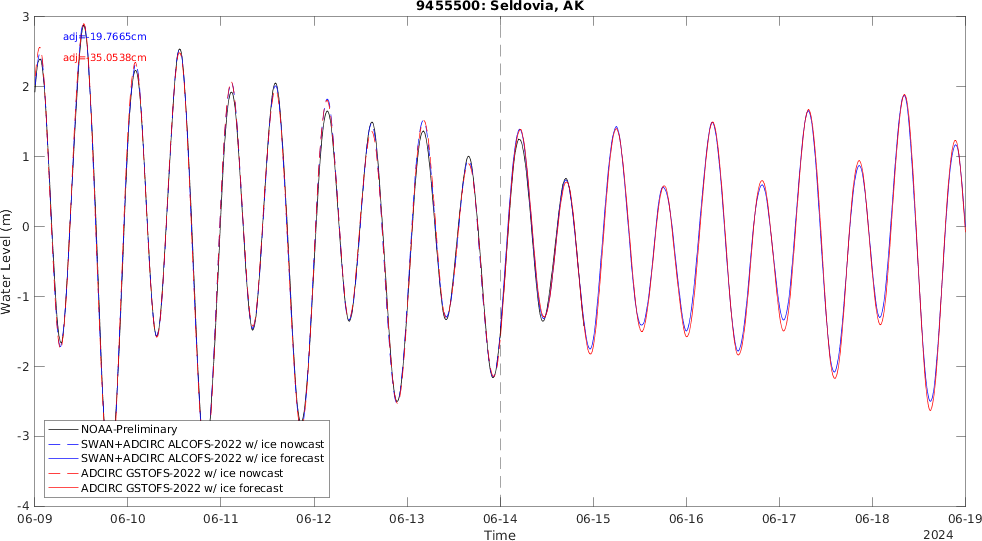 9455500: Seldovia, AK
adj=-19.7665cm
adj=-35.0538cm
Water Level (m)
3
2
1
0
-1
-2
-3
-4
NOAA-Preliminary
SWAN+ADCIRC ALCOFS-2022 w/ ice nowcast
SWAN+ADCIRC ALCOFS-2022 w/ ice forecast
ADCIRC GSTOFS-2022 w/ ice nowcast
ADCIRC GSTOFS-2022 w/ ice forecast
06-09 06-10 06-11 06-12 06-13 06-14 06-15 06-16 06-17 06-18 06-19
Time
2024